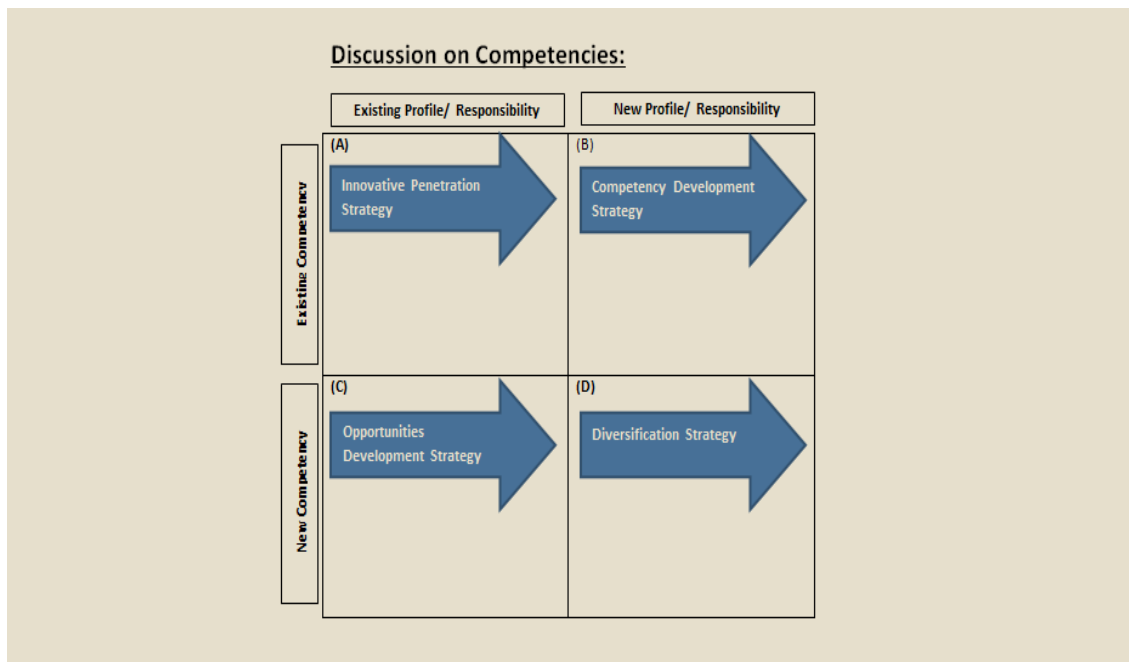 Discussion on Competencies:
Existing Profile/ Responsibility
New Profile/ Responsibility
Existing Competency
(A)
Innovative Penetration
Strategy
(B)
Competency Development
Strategy
New Competency
(C)
Opportunities
Development Strategy
(D)
Diversification Strategy